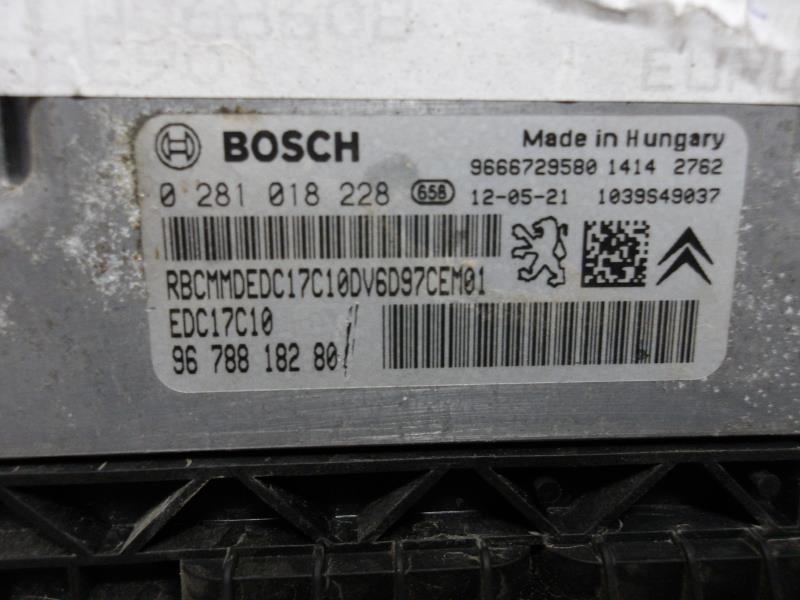 BOSCH
Made in Hungary
9666729580 1414 2762
0 281 018 228 658 12-05-21 1039S49037
RBCMMDEDC17C10DV6D97CEM01
EDC17C10
96 788 182 80